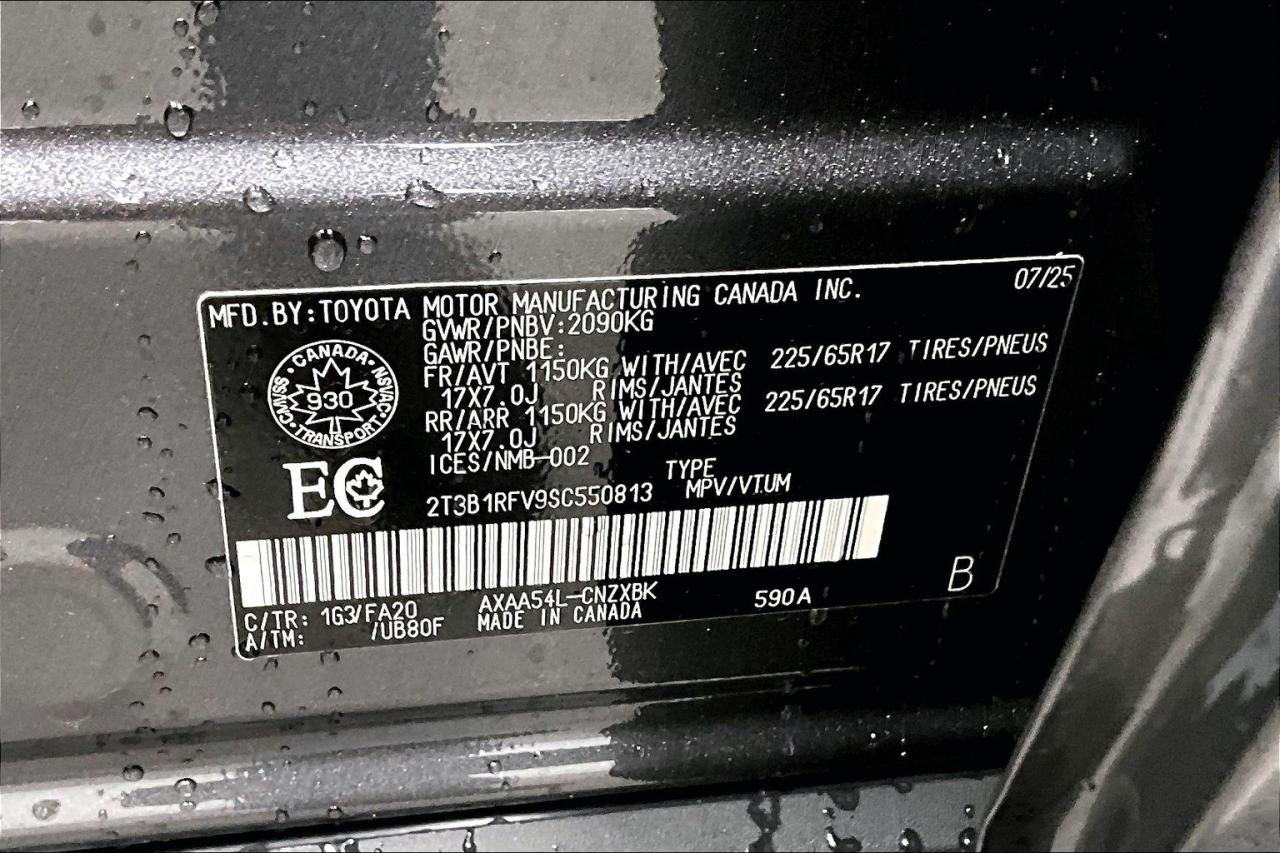 07/25
MFD.BY:TOYOTA MOTOR MANUFACTURING CANADA INC.
GVWR/PNBV:2090KG
GAWR/PNBE:
FR/AVT 1150KG WITH/AVEC 225/65R17 TIRES/PNEUS
17X7.0J RIMS/JANTES
RR/ARR 1150KG WITH/AVEC 225/65R17 TIRES/PNEUS
17X7.0J RIMS/JANTES
ICES/NMB-002
CANADA
NSVAC
TRANSPORT
CMVSS
930
EC
TYPE
2T3B1RFV9SC550813 MPV/VTUM
C/TR: 1G3/FA20 AXAA54L-CNZXBK 590A B
A/TM: /UB80F MADE IN CANADA